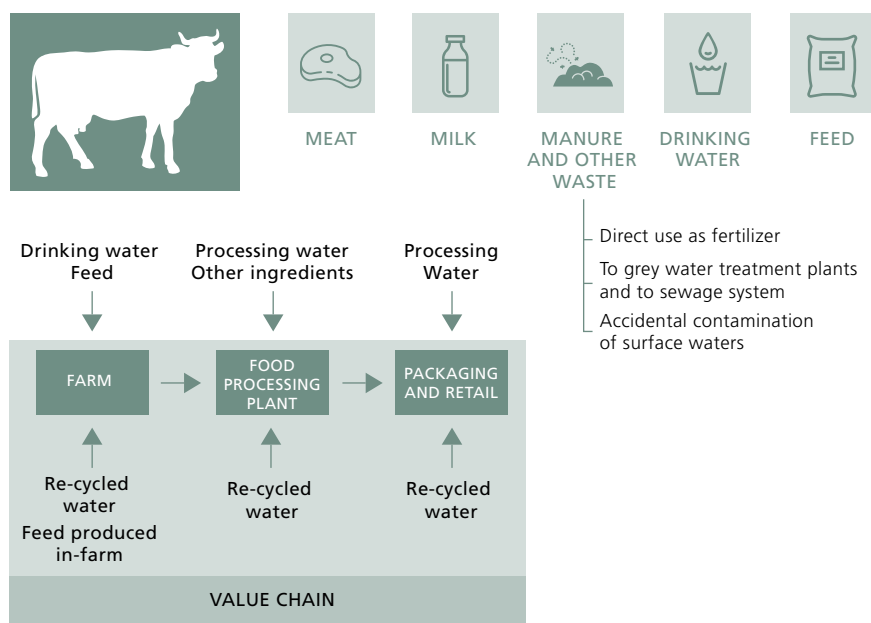 MEAT
MILK
MANURE
AND OTHER
WASTE
DRINKING
WATER
FEED
Direct use as fertilizer
To grey water treatment plants
and to sewage system
Accidental contamination
of surface waters
Drinking water
Feed
Processing water
Other ingredients
Processing
Water
FARM
FOOD
PROCESSING
PLANT
PACKAGING
AND RETAIL
Re-cycled
water
Feed produced
in-farm
Re-cycled
water
Re-cycled
water
VALUE CHAIN